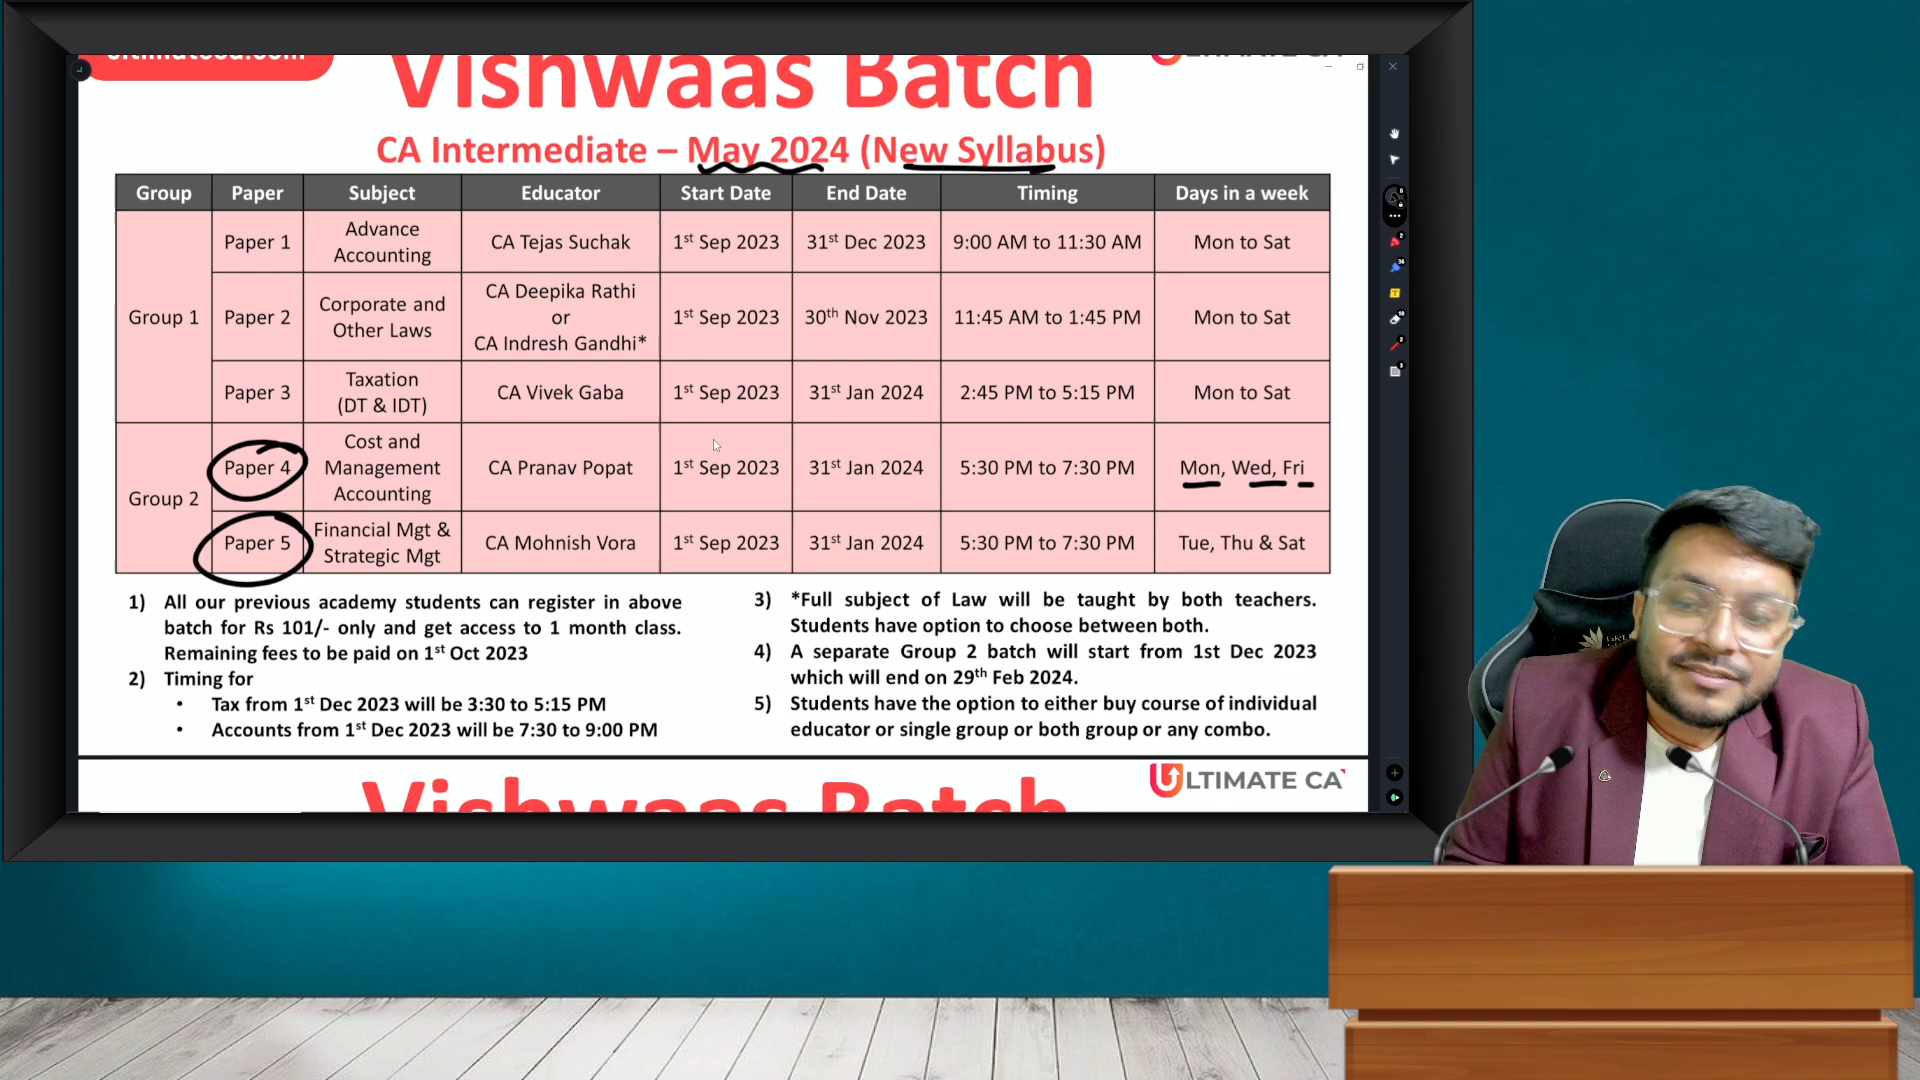 Vishwaas Batch
CA Intermediate – May 2024 (New Syllabus)
Group Paper Subject Educator Start Date End Date Timing Days in a week
Group 1
Paper 1
Advance
Accounting
CA Tejas Suchak
1st Sep 2023
31st Dec 2023
9:00 AM to 11:30 AM
Mon to Sat
Paper 2
Corporate and
Other Laws
CA Deepika Rathi
or
CA Indresh Gandhi*
1st Sep 2023
30th Nov 2023
11:45 AM to 1:45 PM
Mon to Sat
Paper 3
Taxation
(DT & IDT)
CA Vivek Gaba
1st Sep 2023
31st Jan 2024
2:45 PM to 5:15 PM
Mon to Sat
Group 2
Paper 4
Cost and
Management
Accounting
CA Pranav Popat
1st Sep 2023
31st Jan 2024
5:30 PM to 7:30 PM
Mon, Wed, Fri
Paper 5
Financial Mgt &
Strategic Mgt
CA Mohnish Vora
1st Sep 2023
31st Jan 2024
5:30 PM to 7:30 PM
Tue, Thu & Sat
1) All our previous academy students can register in above
batch for Rs 101/- only and get access to 1 month class.
Remaining fees to be paid on 1st Oct 2023
2) Timing for
• Tax from 1st Dec 2023 will be 3:30 to 5:15 PM
• Accounts from 1st Dec 2023 will be 7:30 to 9:00 PM
3) *Full subject of Law will be taught by both teachers.
Students have option to choose between both.
4) A separate Group 2 batch will start from 1st Dec 2023
which will end on 29th Feb 2024.
5) Students have the option to either buy course of individual
educator or single group or both group or any combo.
ULTIMATE CA
Vishwaas Batch